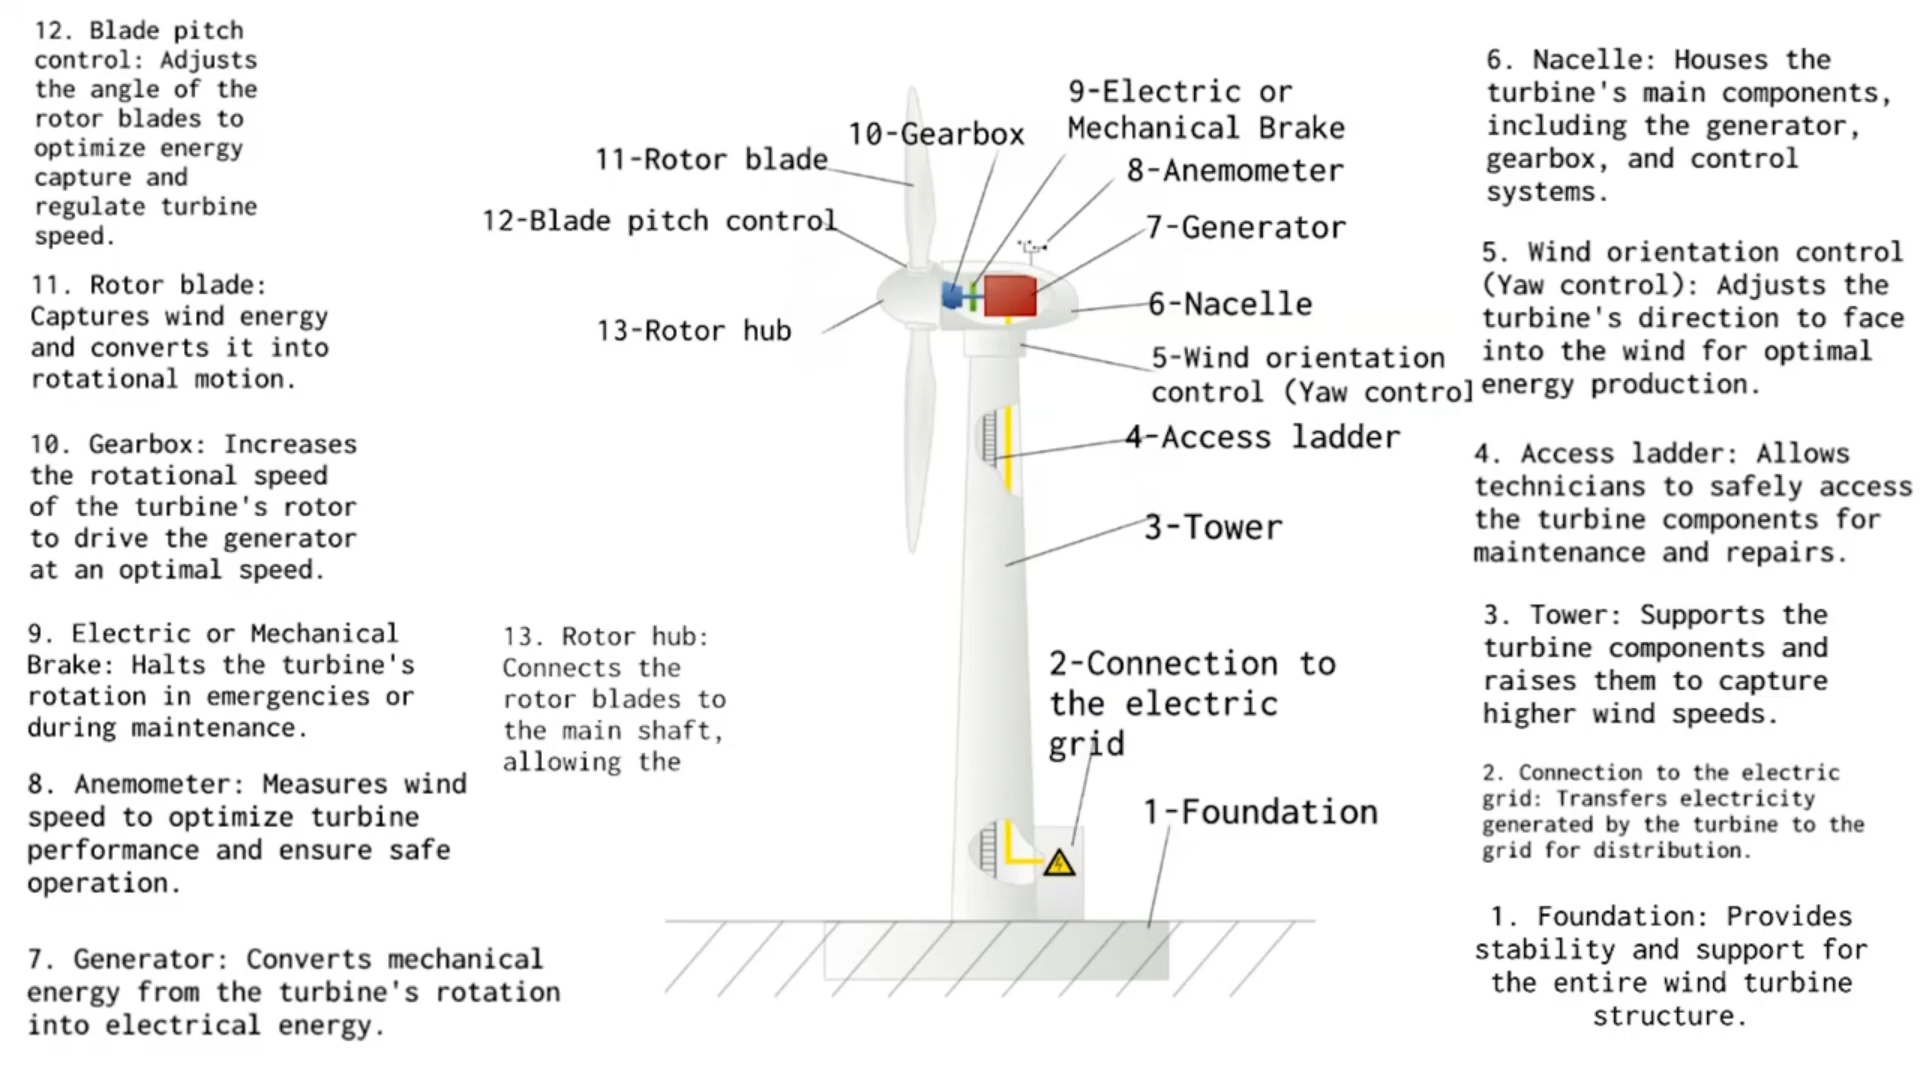 12. Blade pitch
control: Adjusts
the angle of the
rotor blades to
optimize energy
capture and
regulate turbine
speed.
11. Rotor blade:
Captures wind energy
and converts it into
rotational motion.
10. Gearbox: Increases
the rotational speed
of the turbine's rotor
to drive the generator
at an optimal speed.
9. Electric or Mechanical
Brake: Halts the turbine's
rotation in emergencies or
during maintenance.
8. Anemometer: Measures wind
speed to optimize turbine
performance and ensure safe
operation.
7. Generator: Converts mechanical
energy from the turbine's rotation
into electrical energy.
13. Rotor hub:
Connects the
rotor blades to
the main shaft,
allowing the
9-Electric or
Mechanical Brake
10-Gearbox
11-Rotor blade
8-Anemometer
12-Blade pitch control
7-Generator
6-Nacelle
13-Rotor hub
5-Wind orientation
control (Yaw control
4-Access ladder
3-Tower
2-Connection to
the electric
grid
1-Foundation
6. Nacelle: Houses the
turbine's main components,
including the generator,
gearbox, and control
systems.
5. Wind orientation control
(Yaw control): Adjusts the
turbine's direction to face
into the wind for optimal
energy production.
4. Access ladder: Allows
technicians to safely access
the turbine components for
maintenance and repairs.
3. Tower: Supports the
turbine components and
raises them to capture
higher wind speeds.
2. Connection to the electric
grid: Transfers electricity
generated by the turbine to the
grid for distribution.
1. Foundation: Provides
stability and support for
the entire wind turbine
structure.